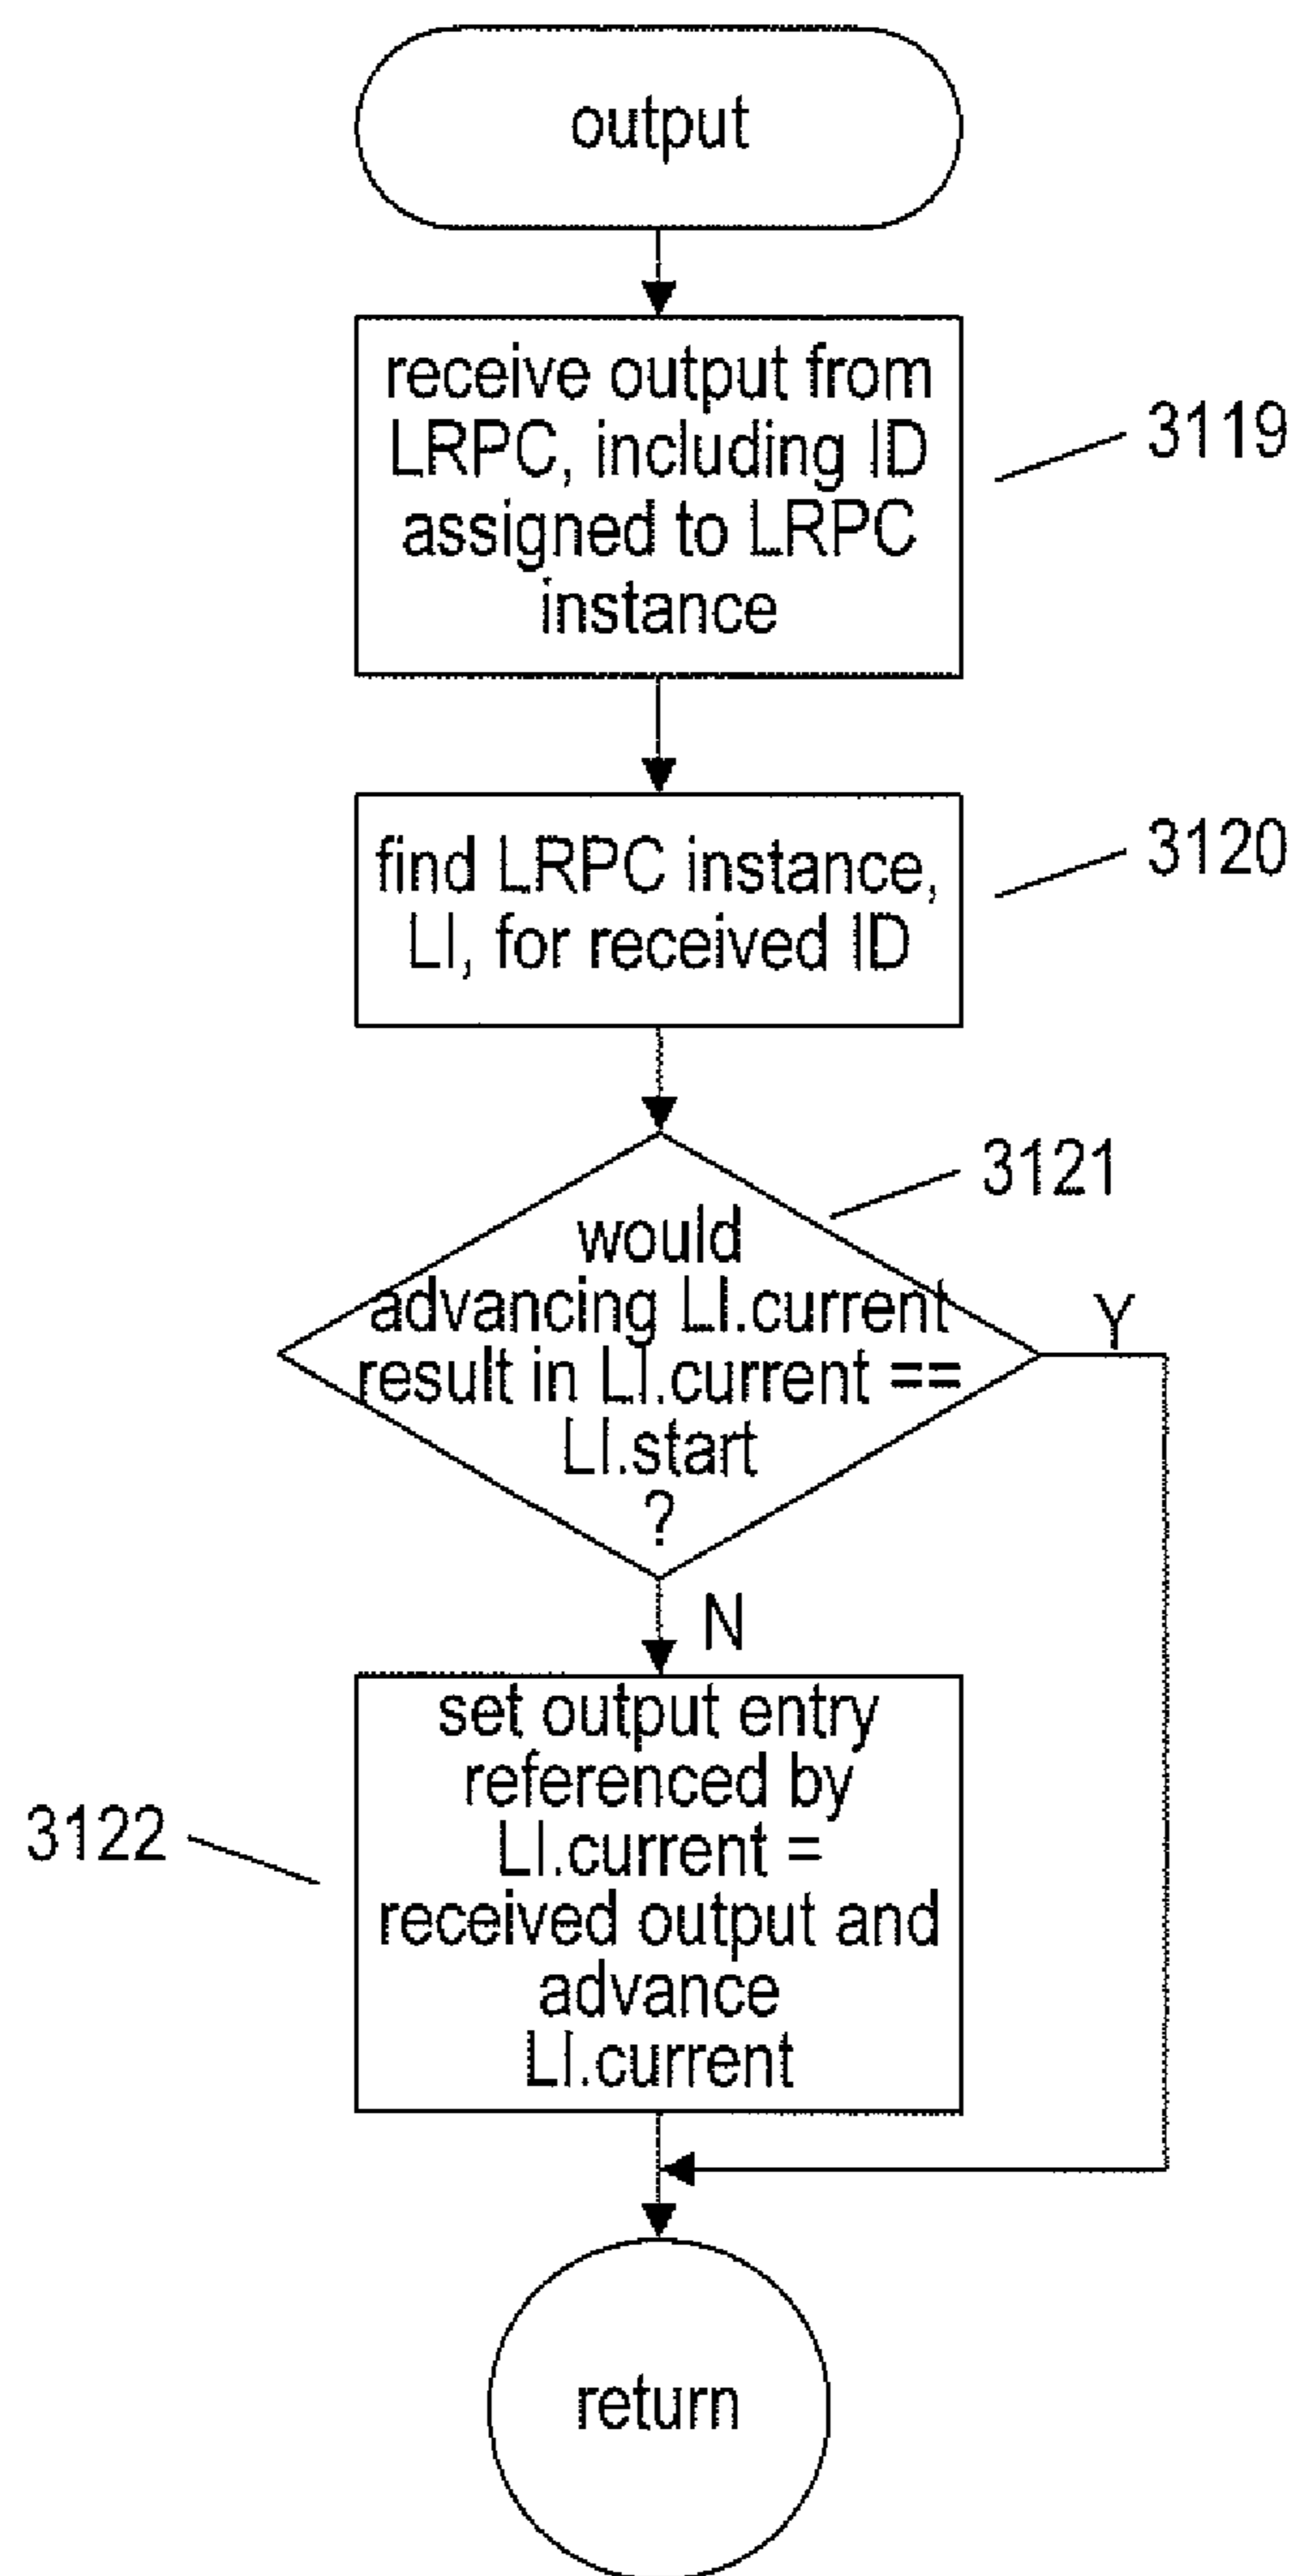 output
receive output from
LRPC, including ID
assigned to LRPC
instance
3119
find LRPC instance,
LI, for received ID
3120
3121
would
advancing LI.current
result in LI.current ==
LI.start
?
Y
N
set output entry
referenced by
LI.current =
received output and
advance
LI.current
3122
return